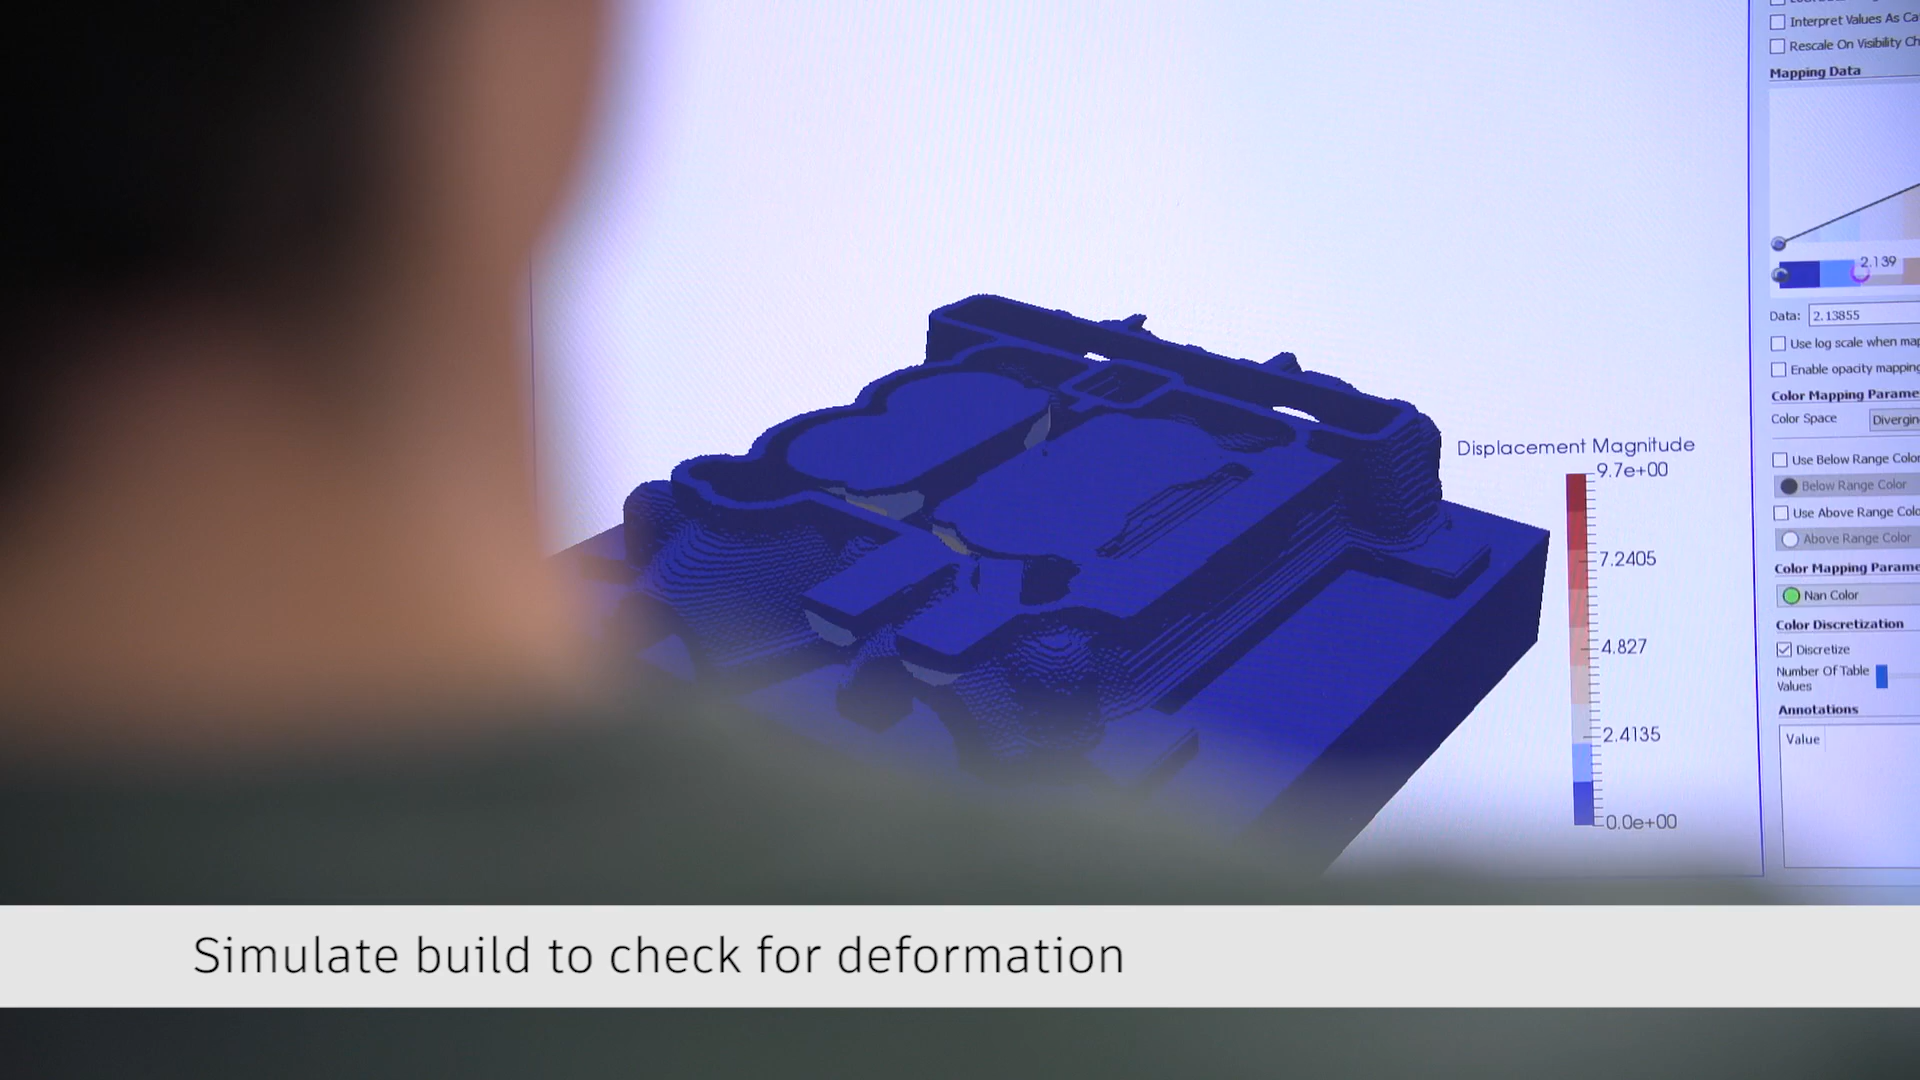 Interpret Values As Ca
Rescale On Visibility Ch
Mapping Data
2.139
Data: 2.13855
Use log scale when map
Enable opacity mapping
Color Mapping Parame
Color Space Divergin
Displacement Magnitude
9.7e+00
7.2405
4.827
2.4135
0.0e+00
Use Below Range Color
Below Range Color
Use Above Range Colo
Above Range Color
Color Mapping Parame
Nan Color
Color Discretization
Discretize
Number Of Table
Values
Annotations
Value
Simulate build to check for deformation